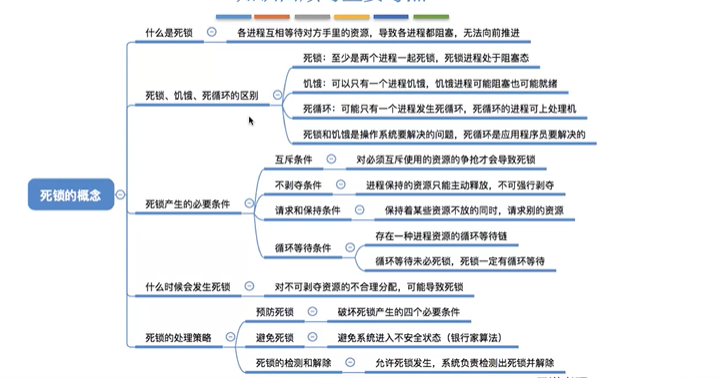 什么是死锁
各进程互相等待对方手里的资源，导致各进程都阻塞，无法向前推进
死锁、饥饿、死循环的区别
死锁：至少是两个进程一起死锁，死锁进程处于阻塞态
饥饿：可以只有一个进程饥饿，饥饿进程可能阻塞也可能就绪
死循环：可能只有一个进程发生死循环，死循环的进程可上处理机
死锁和饥饿是操作系统要解决的问题，死循环是应用程序员要解决的
死锁的概念
死锁产生的必要条件
互斥条件
对必须互斥使用的资源的争抢才会导致死锁
不剥夺条件
进程保持的资源只能主动释放，不可强行剥夺
请求和保持条件
保持着某些资源不放的同时，请求别的资源
循环等待条件
存在一种进程资源的循环等待链
循环等待未必死锁，死锁一定有循环等待
什么时候会发生死锁
对不可剥夺资源的不合理分配，可能导致死锁
死锁的处理策略
预防死锁
破坏死锁产生的四个必要条件
避免死锁
避免系统进入不安全状态（银行家算法）
死锁的检测和解除
允许死锁发生，系统负责检测出死锁并解除